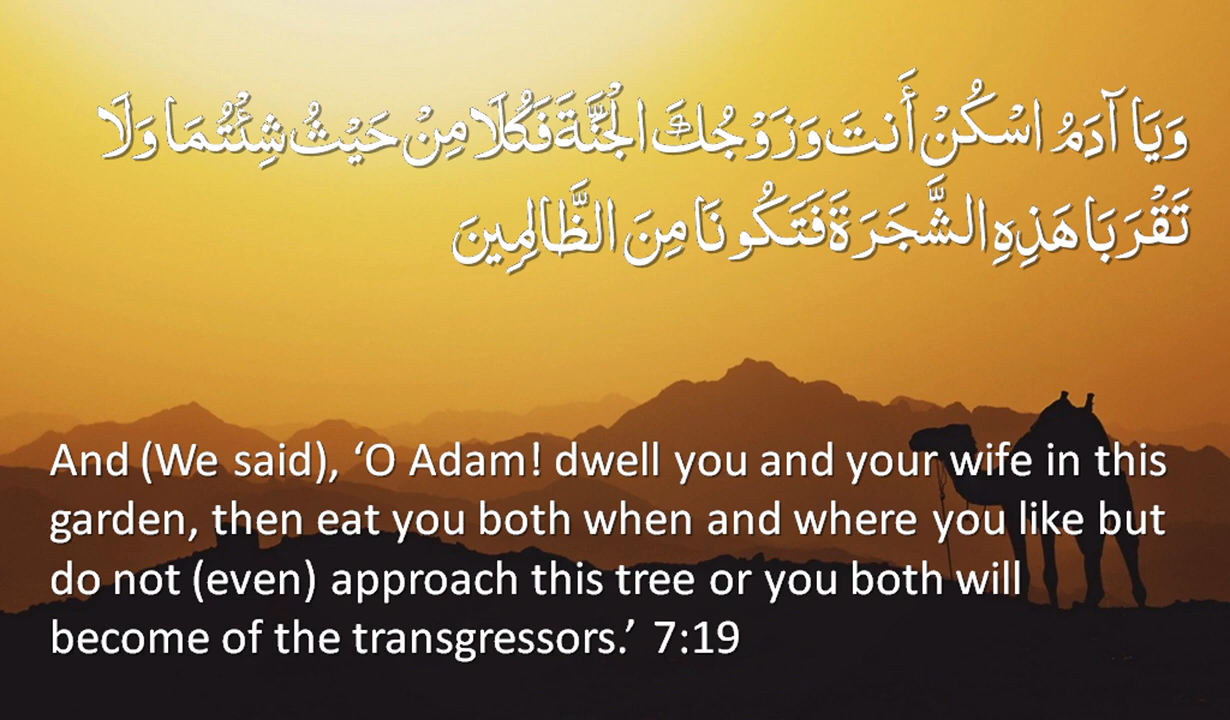 وَيَا آدَمُ اسْكُنْ أَنتَ وَزَوْجُكَ الْجَنَّةَ فَكُلَا مِنْ حَيْثُ شِئْتُمَا وَلَا
تَقْرَبَا هَذِهِ الشَّجَرَةَ فَتَكُونَا مِنَ الظَّالِمِينَ
And (We said), ‘O Adam! dwell you and your wife in this
garden, then eat you both when and where you like but
do not (even) approach this tree or you both will
become of the transgressors.’ 7:19